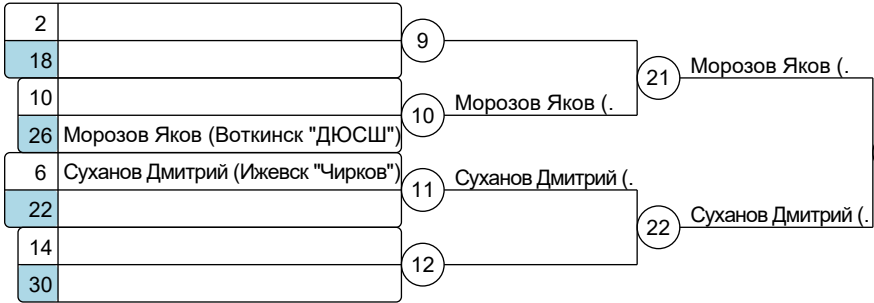 2
9
18
21 Морозов Яков (.
10
10 Морозов Яков (.
26 Морозов Яков (Воткинск "ДЮСШ")
6 Суханов Дмитрий (Ижевск "Чирков")
11 Суханов Дмитрий (.
22
22 Суханов Дмитрий (.
14
12
30